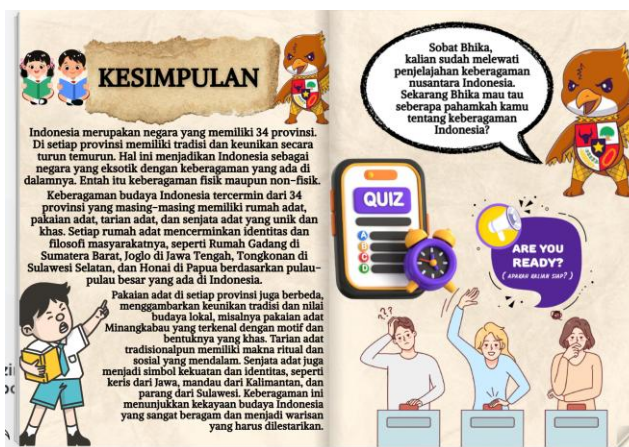 KESIMPULAN
Indonesia merupakan negara yang memiliki 34 provinsi.
Di setiap provinsi memiliki tradisi dan keunikan secara
turun temurun. Hal ini menjadikan Indonesia sebagai
negara yang eksotik dengan keberagaman yang ada di
dalamnya. Entah itu keberagaman fisik maupun non-fisik.
Keberagaman budaya Indonesia tercermin dari 34
provinsi yang masing-masing memiliki rumah adat,
pakaian adat, tarian adat, dan senjata adat yang unik dan
khas. Setiap rumah adat mencerminkan identitas dan
filosofi masyarakatnya, seperti Rumah Gadang di
Sumatera Barat, Joglo di Jawa Tengah, Tongkonan di
Sulawesi Selatan, dan Honai di Papua berdasarkan pulau-
pulau besar yang ada di Indonesia.
Pakaian adat di setiap provinsi juga berbeda,
menggambarkan keunikan tradisi dan nilai
budaya lokal, misalnya pakaian adat
Minangkabau yang terkenal dengan motif dan
bentuknya yang khas. Tarian adat
tradisionalpun memiliki makna ritual dan
sosial yang mendalam. Senjata adat juga
menjadi simbol kekuatan dan identitas, seperti
keris dari Jawa, mandau dari Kalimantan, dan
parang dari Sulawesi. Keberagaman ini
menunjukkan kekayaan budaya Indonesia
yang sangat beragam dan menjadi warisan
yang harus dilestarikan.
Sobat Bhika,
kalian sudah melewati
penjelajahan keberagaman
nusantara Indonesia.
Sekarang Bhika mau tau
seberapa pahamkah kamu
tentang keberagaman
Indonesia?
QUIZ
A
B
C
D
ARE YOU
READY?
( APAKAH KALIAN SIAP? )
???